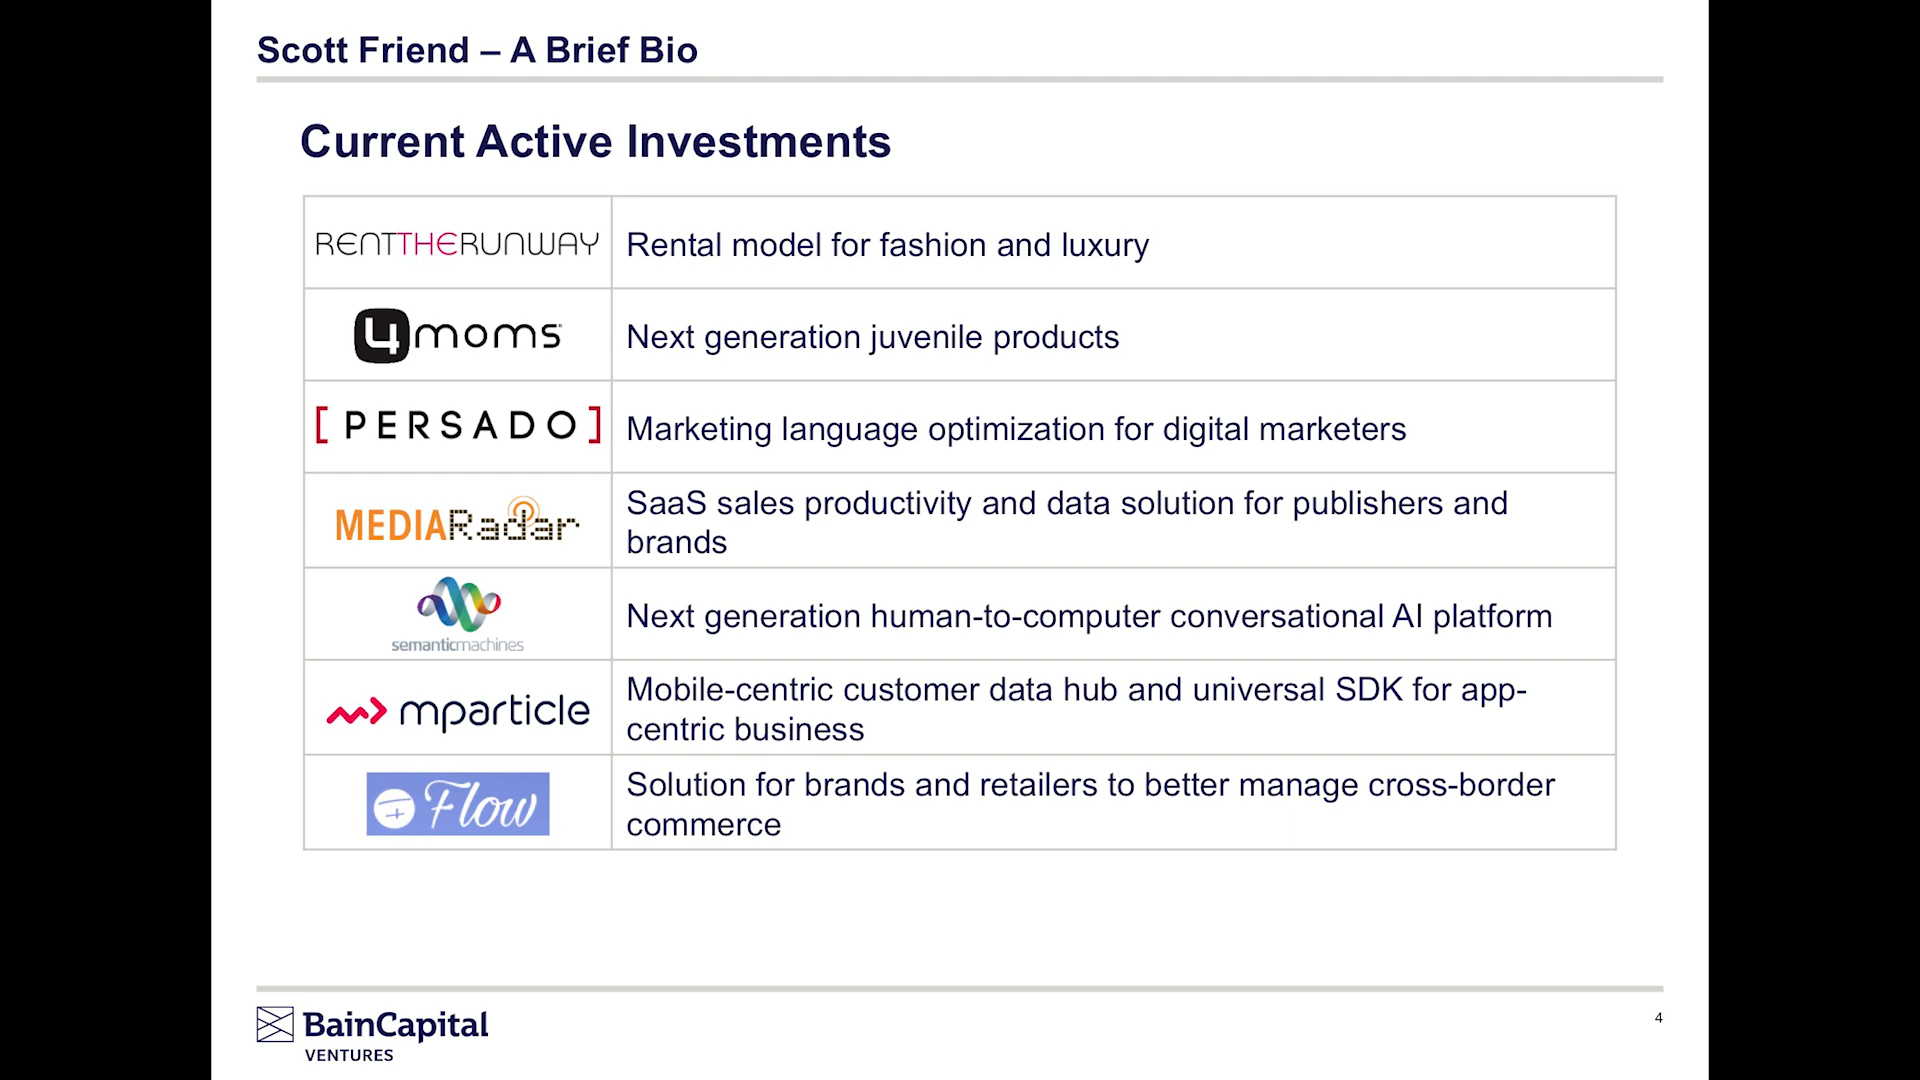 Scott Friend – A Brief Bio
Current Active Investments
RENTTHERUNWAY
Rental model for fashion and luxury
4moms
Next generation juvenile products
[PERSADO]
Marketing language optimization for digital marketers
MEDIARadar
SaaS sales productivity and data solution for publishers and
brands
semanticmachines
Next generation human-to-computer conversational AI platform
mparticle
Mobile-centric customer data hub and universal SDK for app-
centric business
Flow
Solution for brands and retailers to better manage cross-border
commerce
BainCapital
VENTURES
4